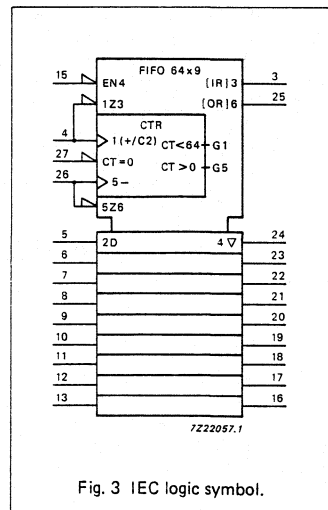 FIFO 64x9
15 EN4 [IR]3 3
1Z3 [OR]6 25
CTR
4 1(+/C2) CT<64 G1
27 CT=0 CT>0 G5
26 5-
5Z6
5 2D 4▽ 24
6 23
7 22
8 21
9 20
10 19
11 18
12 17
13 16
7Z22057.1
Fig. 3 IEC logic symbol.